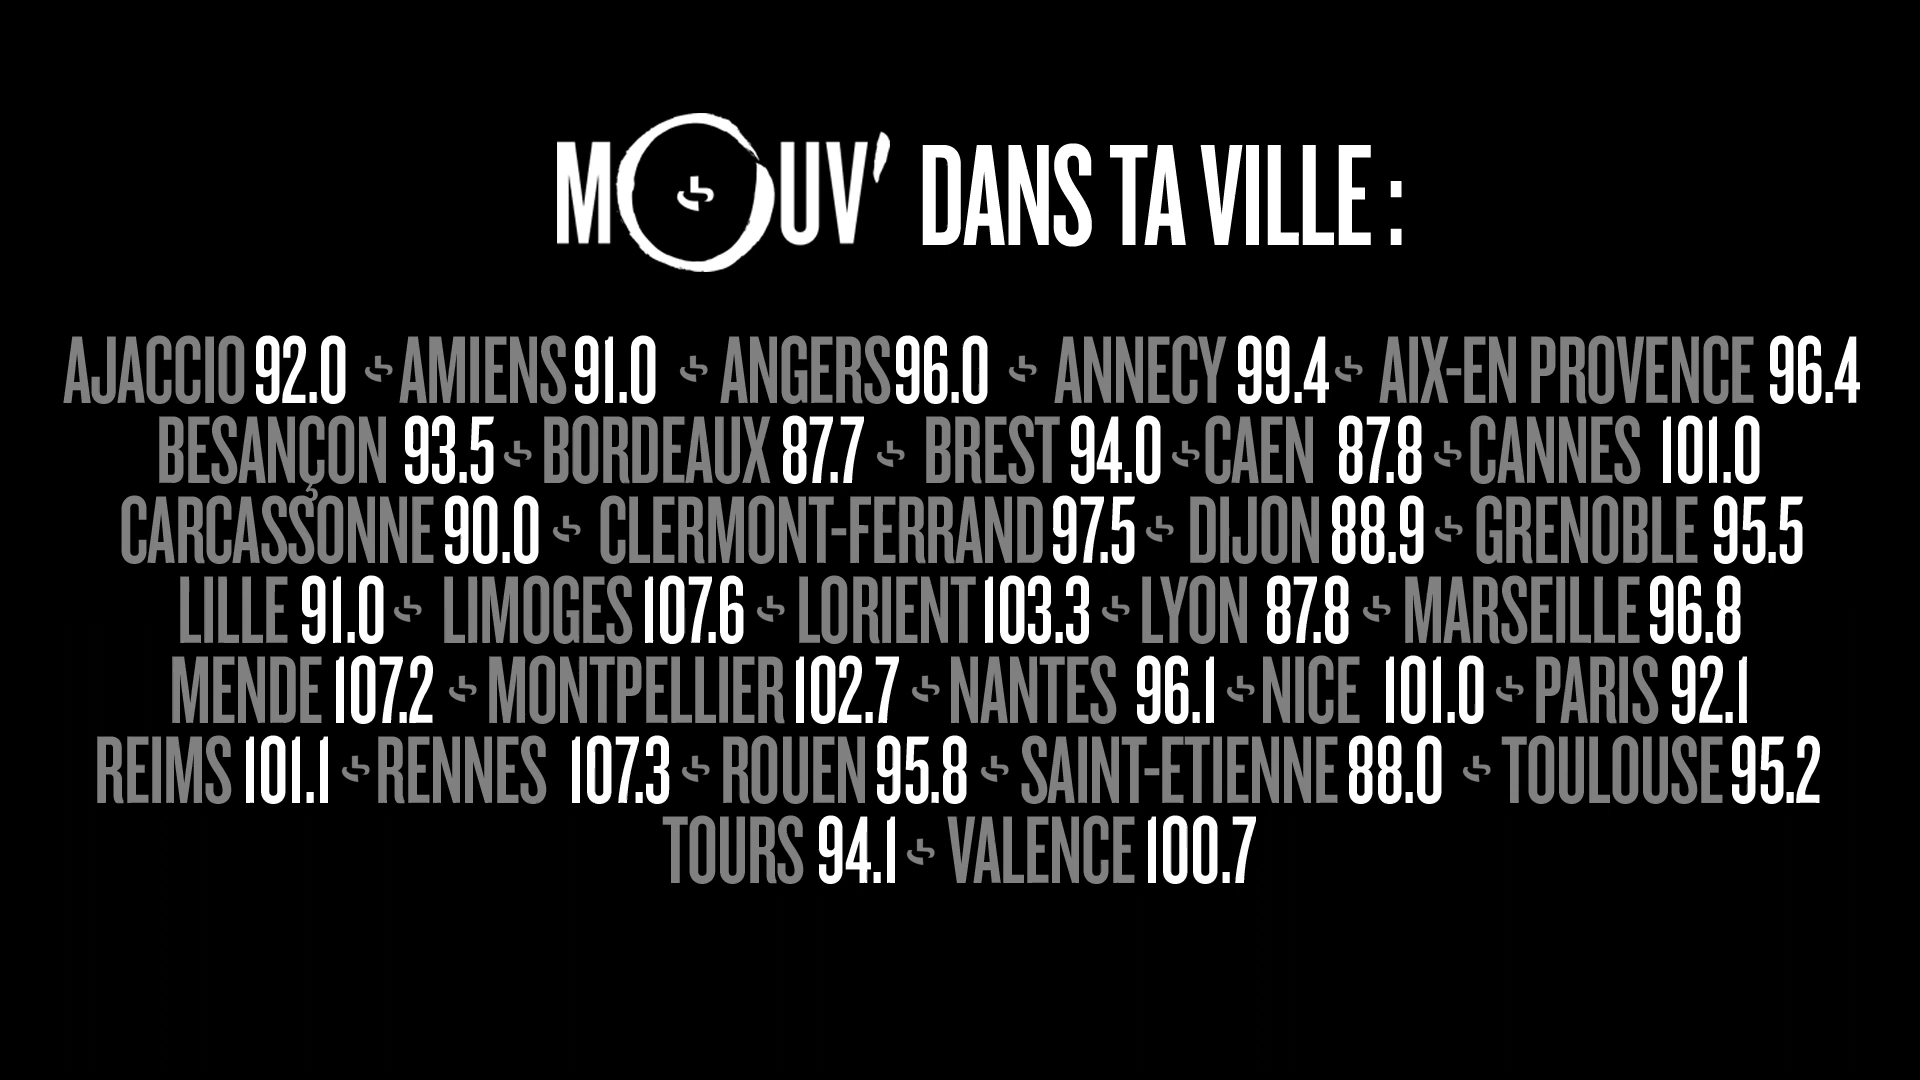 MOUV' DANS TA VILLE :
AJACCIO 92.0 AMIENS 91.0 ANGERS 96.0 ANNECY 99.4 AIX-EN PROVENCE 96.4
BESANÇON 93.5 BORDEAUX 87.7 BREST 94.0 CAEN 87.8 CANNES 101.0
CARCASSONNE 90.0 CLERMONT-FERRAND 97.5 DIJON 88.9 GRENOBLE 95.5
LILLE 91.0 LIMOGES 107.6 LORIENT 103.3 LYON 87.8 MARSEILLE 96.8
MENDE 107.2 MONTPELLIER 102.7 NANTES 96.1 NICE 101.0 PARIS 92.1
REIMS 101.1 RENNES 107.3 ROUEN 95.8 SAINT-ETIENNE 88.0 TOULOUSE 95.2
TOURS 94.1 VALENCE 100.7